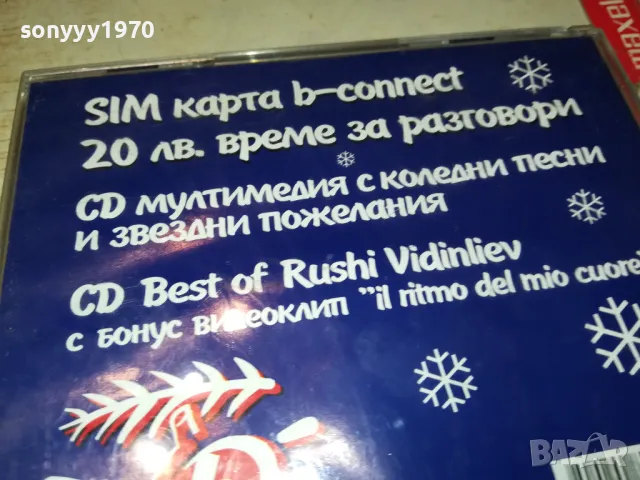 sonyyy1970
SIM карта b-connect
20 лв. време за разговори
CD мултимедия с коледни песни
и звездни пожелания
CD Best of Rushi Vidinliev
с бонус видеоклип "il ritmo del mio cuore"
BAZAR